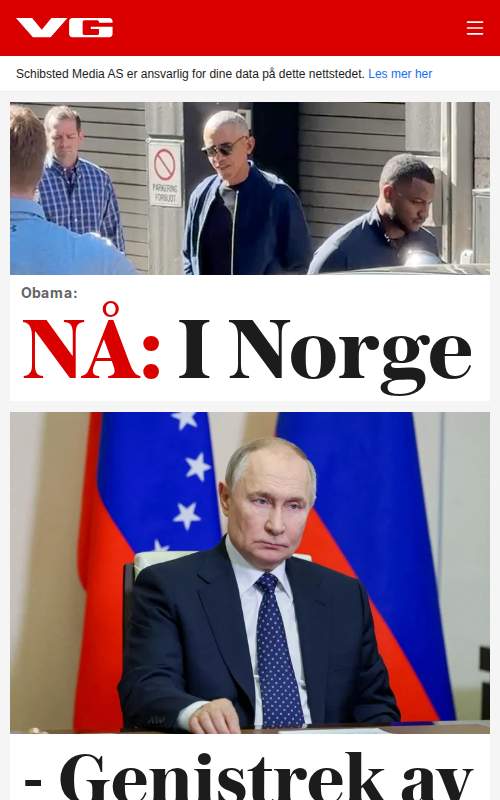 VG
Schibsted Media AS er ansvarlig for dine data på dette nettstedet. Les mer her
PARKERING
FORBUDT
Obama:
NÅ: I Norge
- Genistrek av